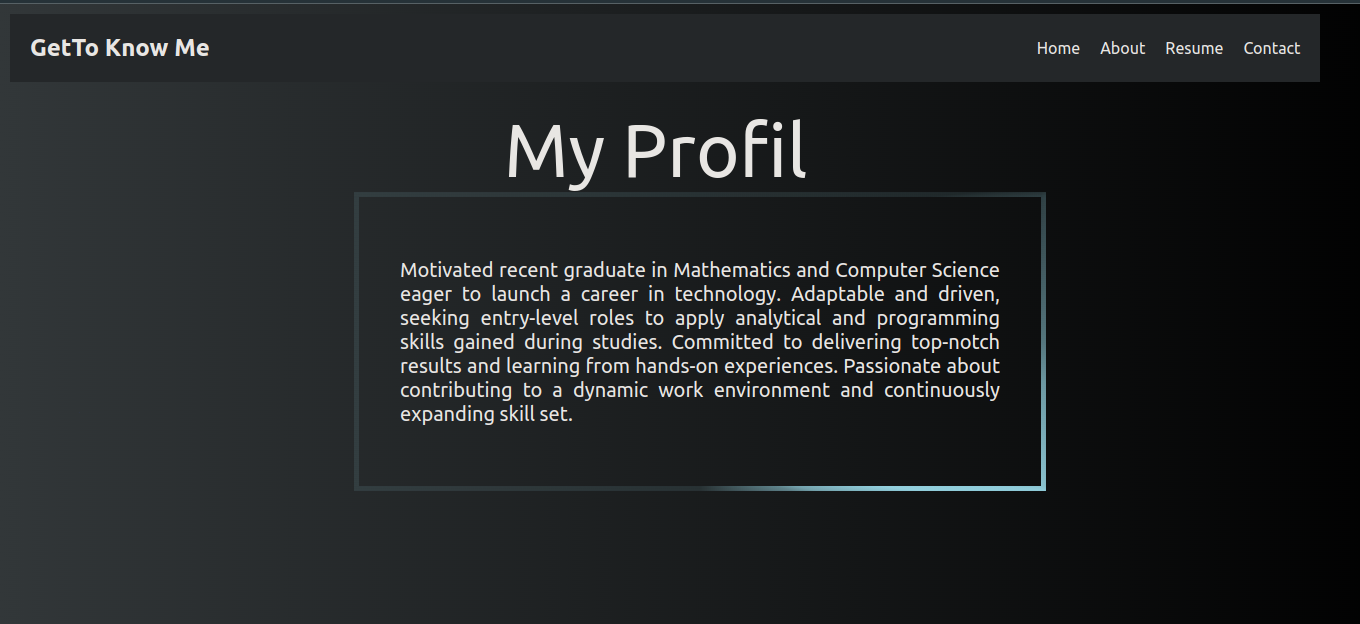 GetTo Know Me
Home About Resume Contact
My Profil
Motivated recent graduate in Mathematics and Computer Science
eager to launch a career in technology. Adaptable and driven,
seeking entry-level roles to apply analytical and programming
skills gained during studies. Committed to delivering top-notch
results and learning from hands-on experiences. Passionate about
contributing to a dynamic work environment and continuously
expanding skill set.